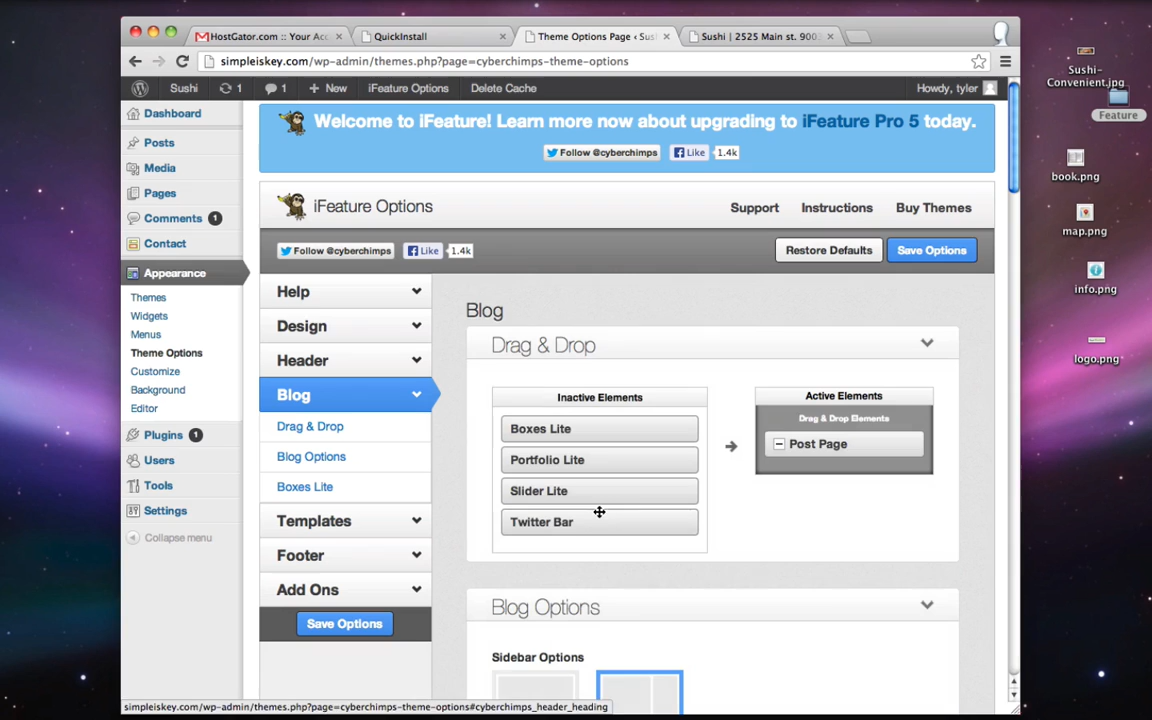 HostGator.com :: Your Acc
QuickInstall
Theme Options Page ‹ Sus
Sushi | 2525 Main st. 9003
simpleiskey.com/wp-admin/themes.php?page=cyberchimps-theme-options
Sushi
1
1
New
iFeature Options
Delete Cache
Howdy, tyler
Dashboard
Posts
Media
Pages
Comments 1
Contact
Appearance
Themes
Widgets
Menus
Theme Options
Customize
Background
Editor
Plugins 1
Users
Tools
Settings
Collapse menu
Welcome to iFeature! Learn more now about upgrading to iFeature Pro 5 today.
Follow @cyberchimps
Like
1.4k
iFeature Options
Support
Instructions
Buy Themes
Follow @cyberchimps
Like
1.4k
Restore Defaults
Save Options
Help
Design
Header
Blog
Drag & Drop
Blog Options
Boxes Lite
Templates
Footer
Add Ons
Save Options
Blog
Drag & Drop
Inactive Elements
Boxes Lite
Portfolio Lite
Slider Lite
Twitter Bar
Active Elements
Drag & Drop Elements
Post Page
Blog Options
Sidebar Options
simpleiskey.com/wp-admin/themes.php?page=cyberchimps-theme-options#cyberchimps_header_heading
Sushi-
Convenient.jpg
Feature
book.png
map.png
info.png
logo.png